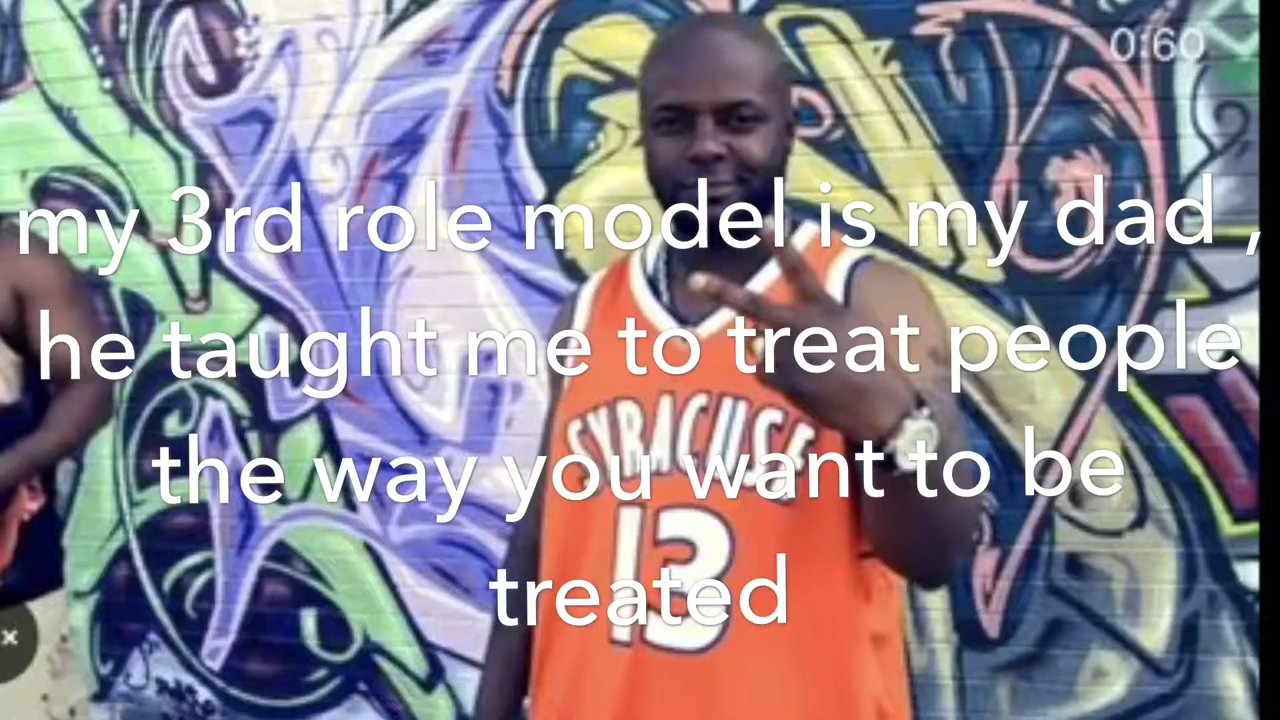 0:60
my 3rd role model is my dad ,
he taught me to treat people
the way you want to be
treated
SYRACUSE
13
×